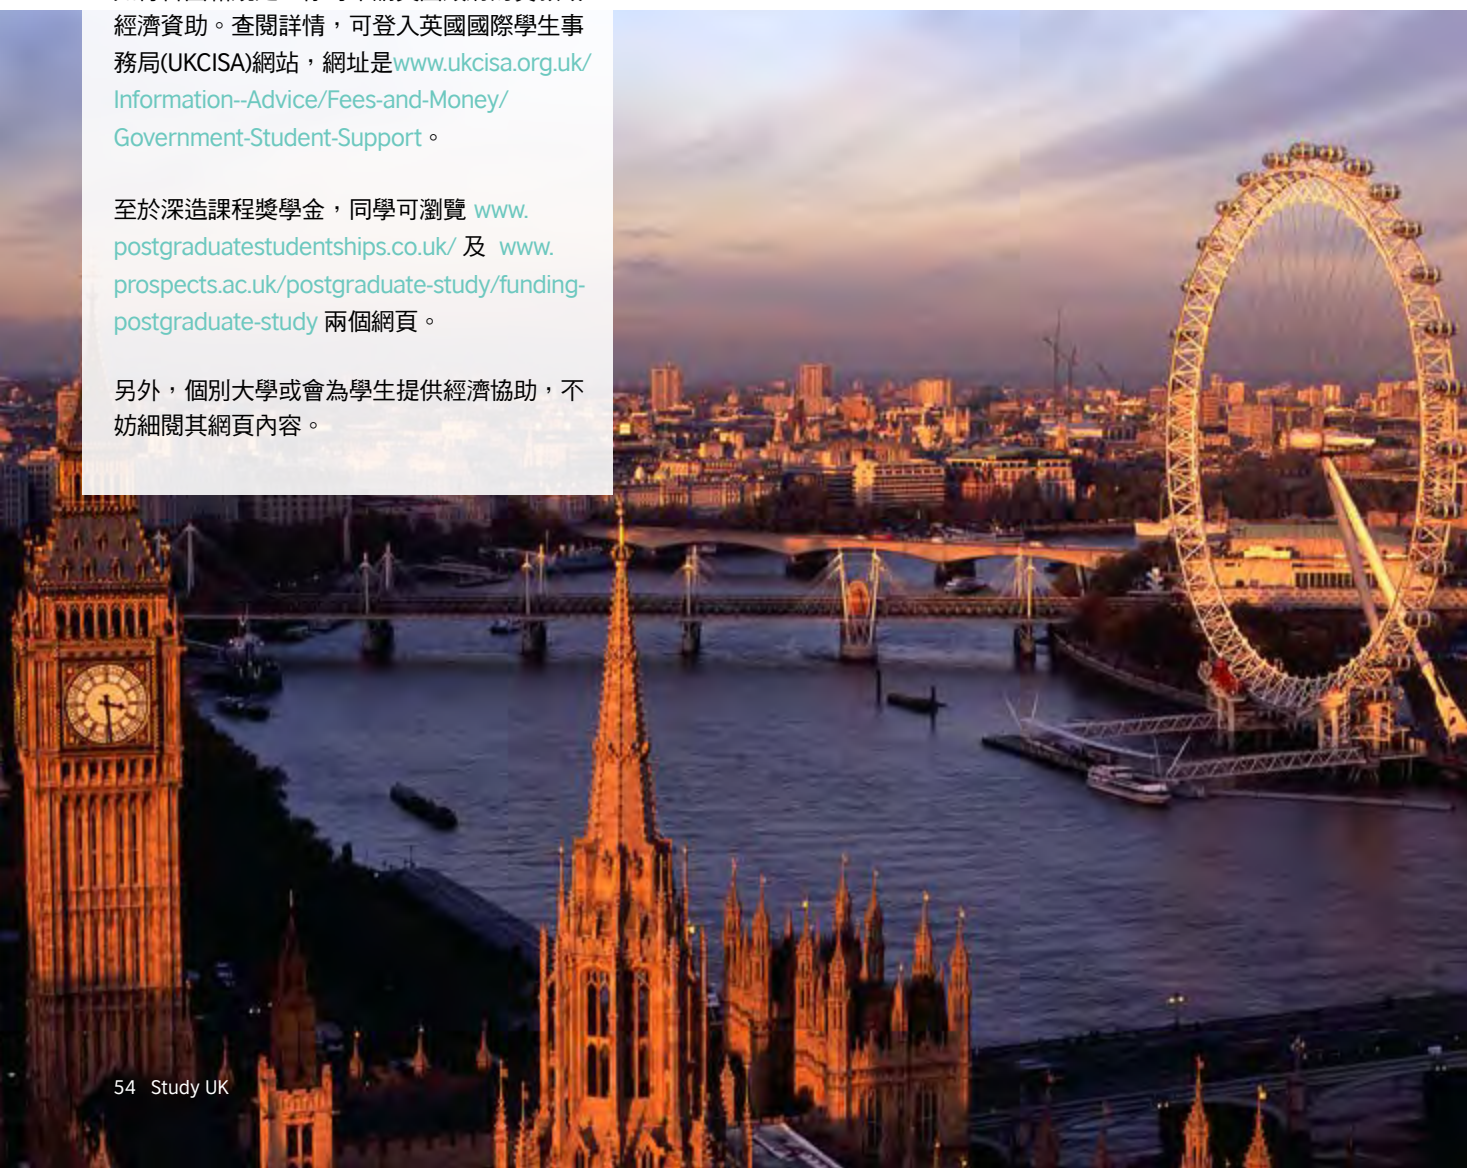 經濟資助。查閱詳情，可登入英國國際學生事
務局(UKCISA)網站，網址是www.ukcisa.org.uk/
Information--Advice/Fees-and-Money/
Government-Student-Support。
至於深造課程獎學金，同學可瀏覽 www.
postgraduatestudentships.co.uk/ 及 www.
prospects.ac.uk/postgraduate-study/funding-
postgraduate-study 兩個網頁。
另外，個別大學或會為學生提供經濟協助，不
妨細閱其網頁內容。
54 Study UK